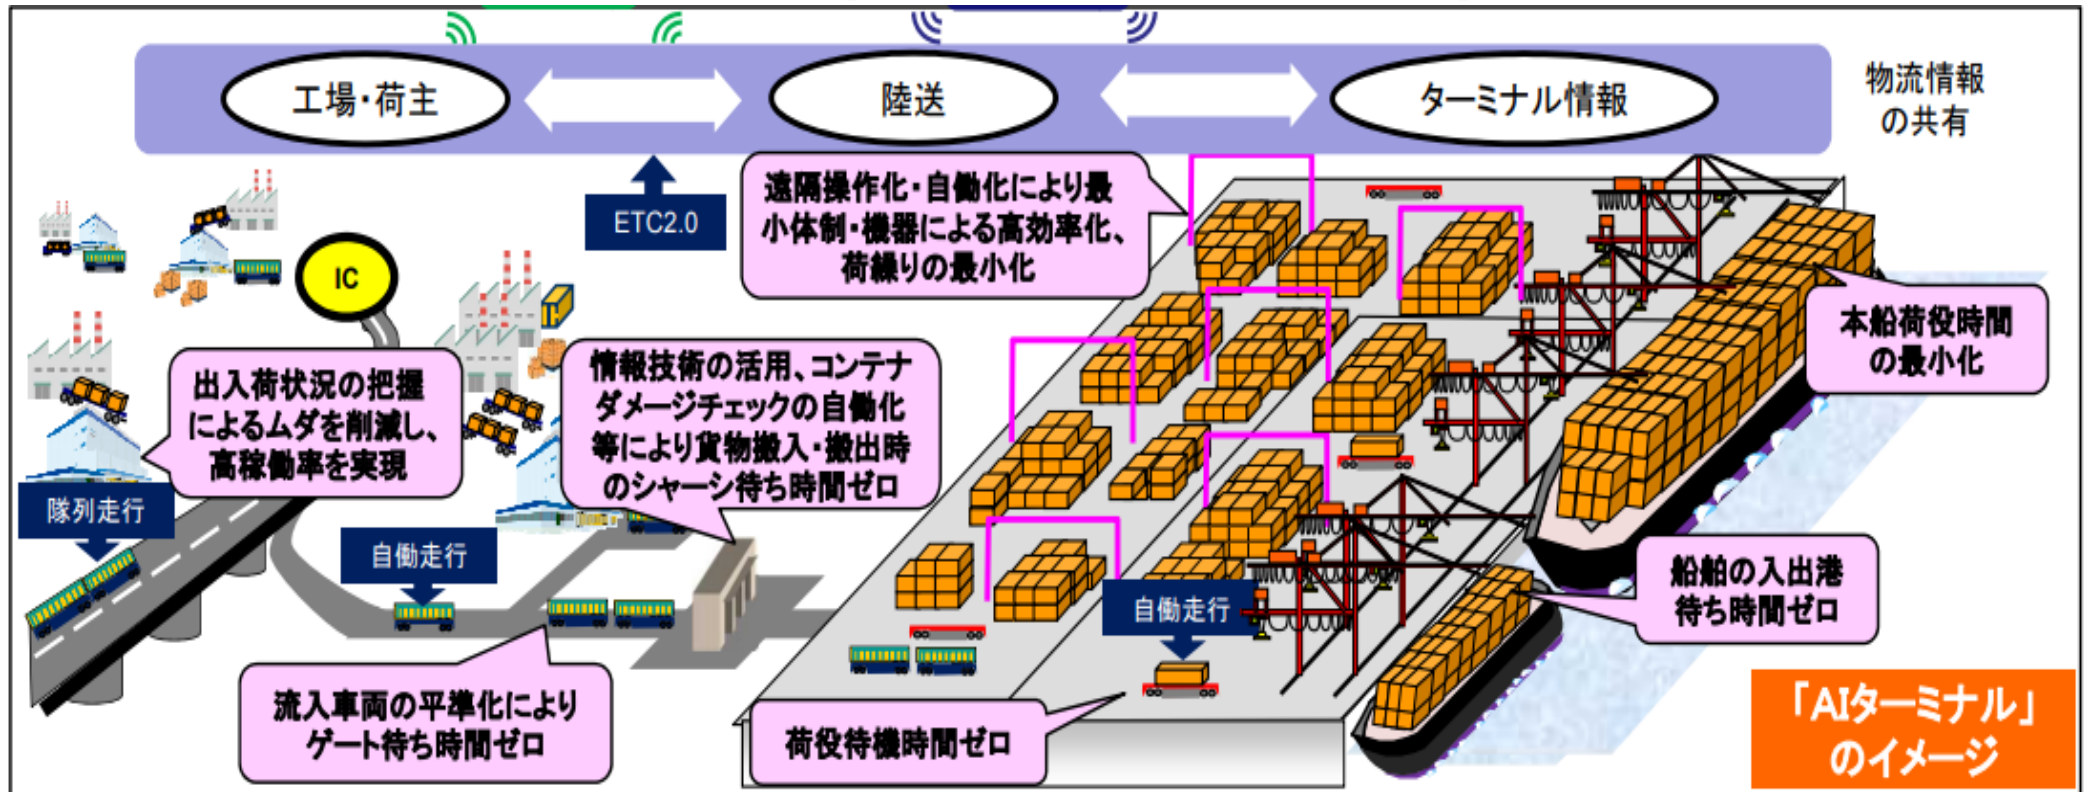 工場・荷主
陸送
ターミナル情報
物流情報
の共有
ETC2.0
遠隔操作化・自働化により最
小体制・機器による高効率化、
荷繰りの最小化
IC
本船荷役時間
の最小化
出入荷状況の把握
によるムダを削減し、
高稼働率を実現
情報技術の活用、コンテナ
ダメージチェックの自働化
等により貨物搬入・搬出時
のシャーシ待ち時間ゼロ
隊列走行
自働走行
船舶の入出港
待ち時間ゼロ
自働走行
流入車両の平準化により
ゲート待ち時間ゼロ
荷役待機時間ゼロ
「AIターミナル」
のイメージ